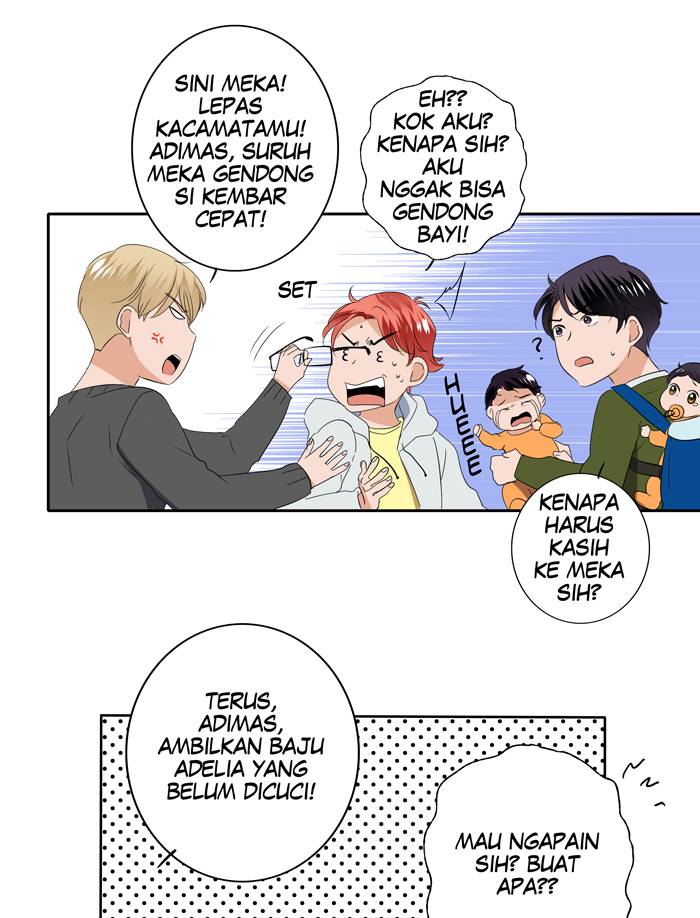 SINI MEKA!
LEPAS
KACAMATAMU!
ADIMAS, SURUH
MEKA GENDONG
SI KEMBAR
CEPAT!
EH??
KOK AKU?
KENAPA SIH?
AKU
NGGAK BISA
GENDONG
BAYI!
SET
?
HUEEEE
KENAPA
HARUS
KASIH
KE MEKA
SIH?
TERUS,
ADIMAS,
AMBILKAN BAJU
ADELIA YANG
BELUM DICUCI!
MAU NGAPAIN
SIH? BUAT
APA??